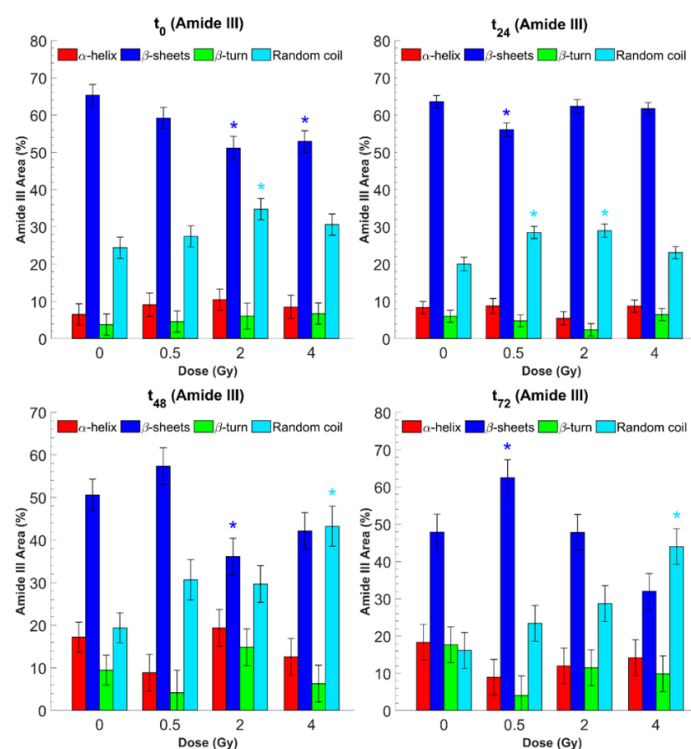 t0 (Amide III)
α-helix β-sheets β-turn Random coil
80
70
60
50
40
30
20
10
0
Amide III Area (%)
* * *
0 0.5 2 4
Dose (Gy)
t24 (Amide III)
α-helix β-sheets β-turn Random coil
80
70
60
50
40
30
20
10
0
Amide III Area (%)
* * *
0 0.5 2 4
Dose (Gy)
t48 (Amide III)
α-helix β-sheets β-turn Random coil
70
60
50
40
30
20
10
0
Amide III Area (%)
* *
0 0.5 2 4
Dose (Gy)
t72 (Amide III)
α-helix β-sheets β-turn Random coil
80
70
60
50
40
30
20
10
0
Amide III Area (%)
* *
0 0.5 2 4
Dose (Gy)